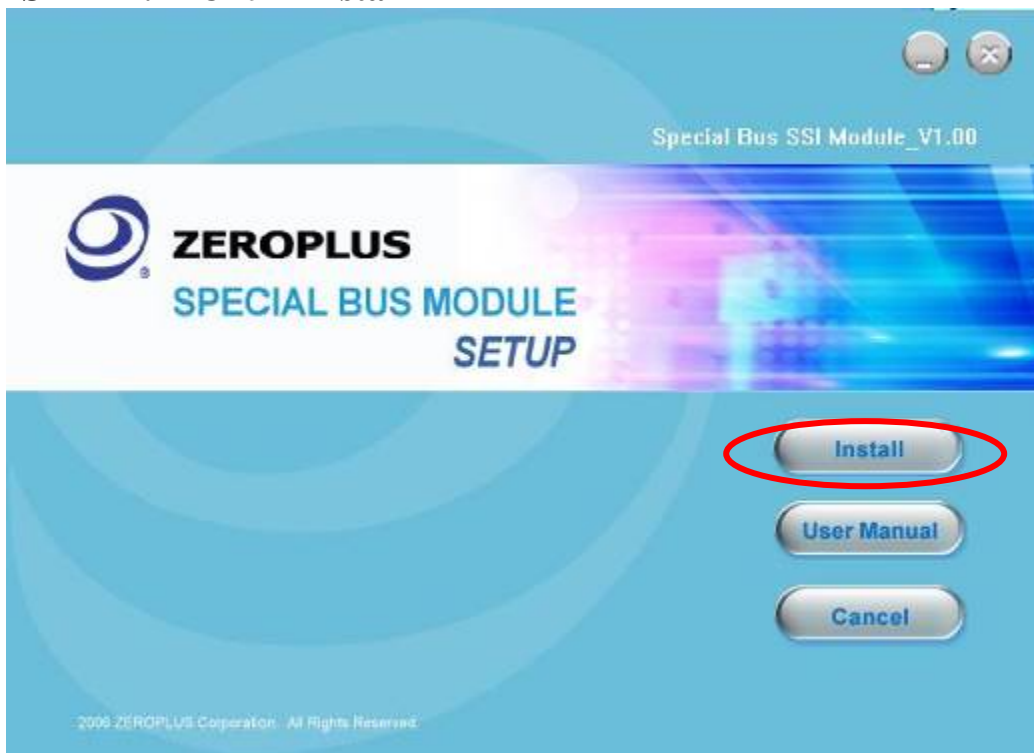 Special Bus SSI Module_V1.00
®
ZEROPLUS
SPECIAL BUS MODULE
SETUP
Install
User Manual
Cancel
2006 ZEROPLUS Corporation. All Rights Reserved.